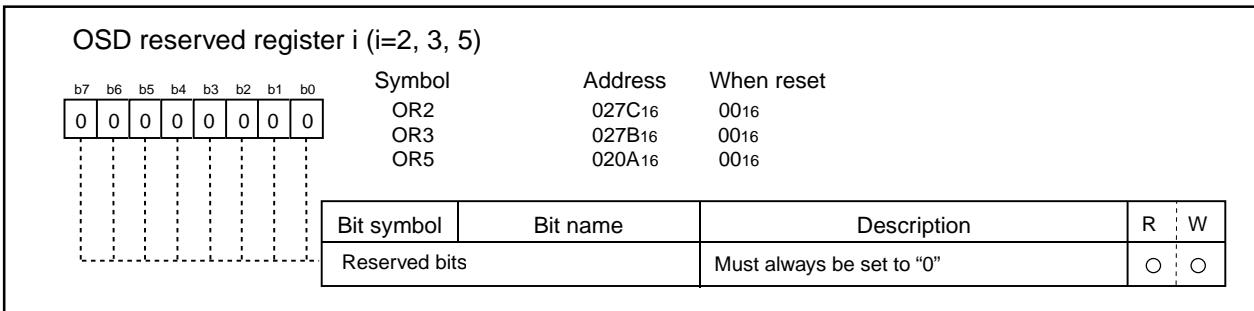 OSD reserved register i (i=2, 3, 5)
b7 b6 b5 b4 b3 b2 b1 b0
0 0 0 0 0 0 0 0
Symbol Address When reset
OR2 027C16 0016
OR3 027B16 0016
OR5 020A16 0016
Bit symbol Bit name Description R W
Reserved bits Must always be set to “0” ○ ○